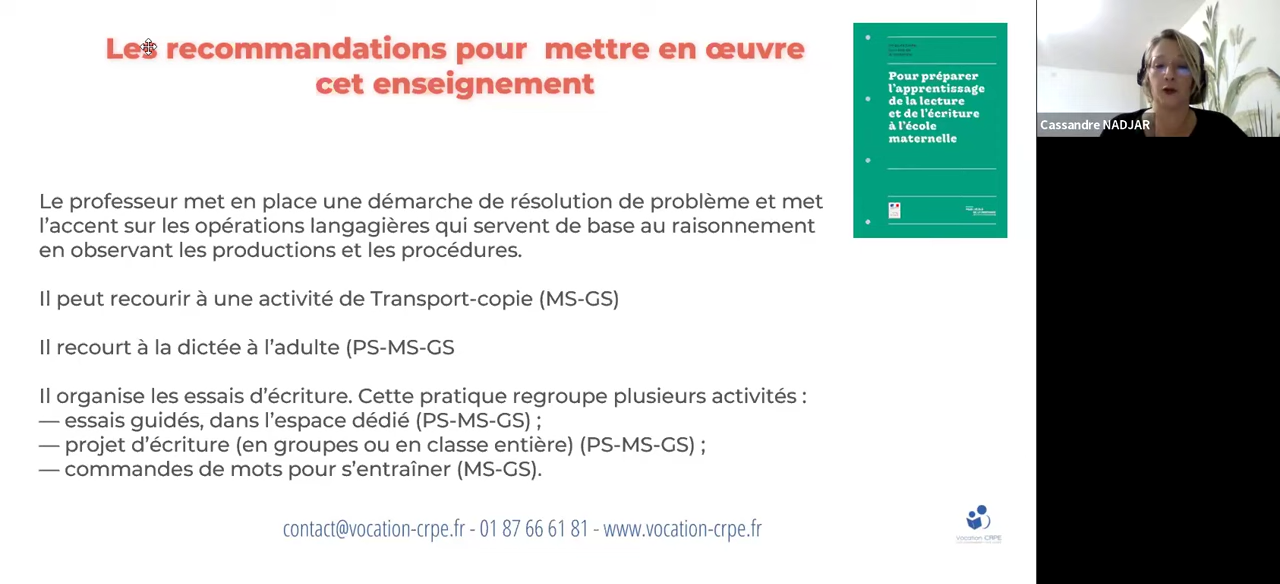 Les recommandations pour mettre en œuvre
cet enseignement
Pour préparer
l'apprentissage
de la lecture
et de l'écriture
à l'école
maternelle
Cassandre NADJAR
Le professeur met en place une démarche de résolution de problème et met
l'accent sur les opérations langagières qui servent de base au raisonnement
en observant les productions et les procédures.
Il peut recourir à une activité de Transport-copie (MS-GS)
Il recourt à la dictée à l'adulte (PS-MS-GS
Il organise les essais d'écriture. Cette pratique regroupe plusieurs activités :
— essais guidés, dans l'espace dédié (PS-MS-GS) ;
— projet d'écriture (en groupes ou en classe entière) (PS-MS-GS) ;
— commandes de mots pour s'entraîner (MS-GS).
contact@vocation-crpe.fr - 01 87 66 61 81 - www.vocation-crpe.fr
Vocation CRPE